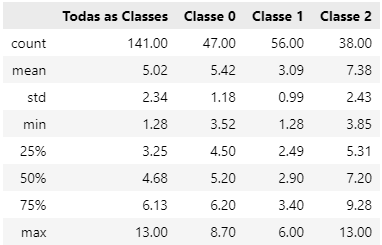 Todas as Classes Classe 0 Classe 1 Classe 2
count 141.00 47.00 56.00 38.00
mean 5.02 5.42 3.09 7.38
std 2.34 1.18 0.99 2.43
min 1.28 3.52 1.28 3.85
25% 3.25 4.50 2.49 5.31
50% 4.68 5.20 2.90 7.20
75% 6.13 6.20 3.40 9.28
max 13.00 8.70 6.00 13.00